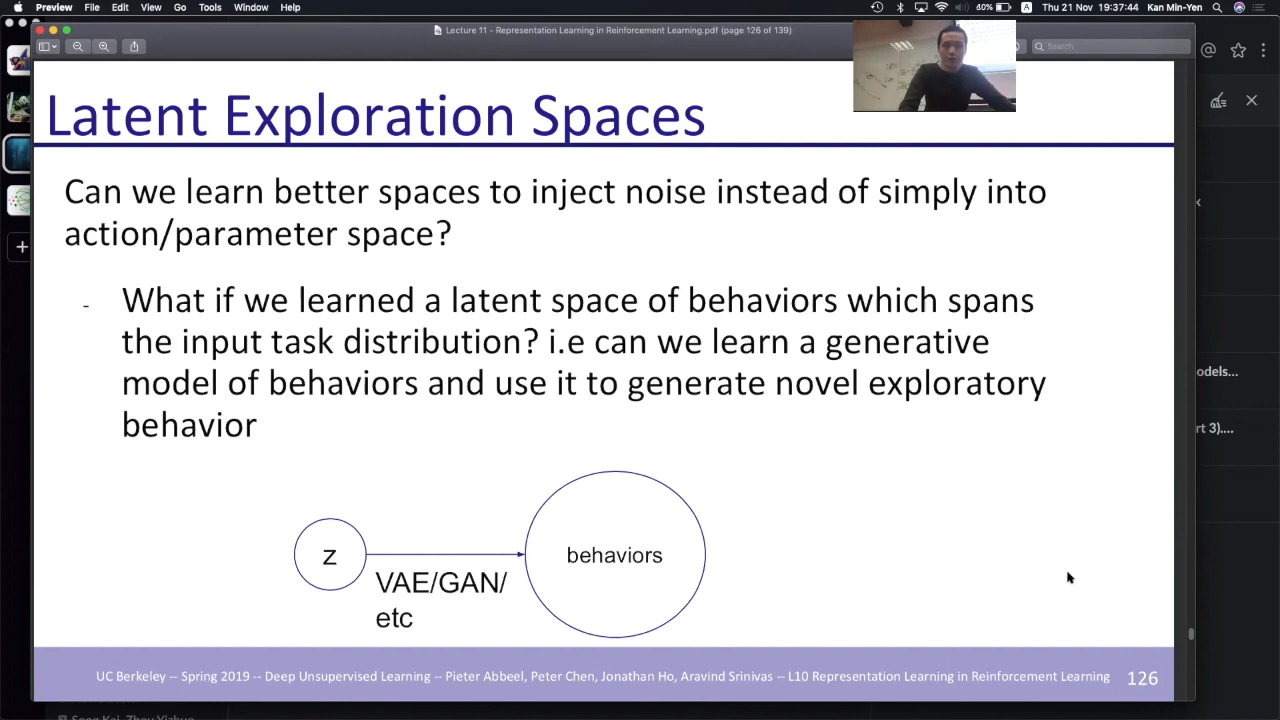 Preview File Edit View Go Tools Window Help
60% Thu 21 Nov 19:37:44 Kan Min-Yen
Lecture 11 - Representation Learning in Reinforcement Learning.pdf (page 126 of 139)
Search
Latent Exploration Spaces
Can we learn better spaces to inject noise instead of simply into
action/parameter space?
- What if we learned a latent space of behaviors which spans
the input task distribution? i.e can we learn a generative
model of behaviors and use it to generate novel exploratory
behavior
z
behaviors
VAE/GAN/
etc
odels...
rt 3)....
UC Berkeley -- Spring 2019 -- Deep Unsupervised Learning -- Pieter Abbeel, Peter Chen, Jonathan Ho, Aravind Srinivas -- L10 Representation Learning in Reinforcement Learning
126